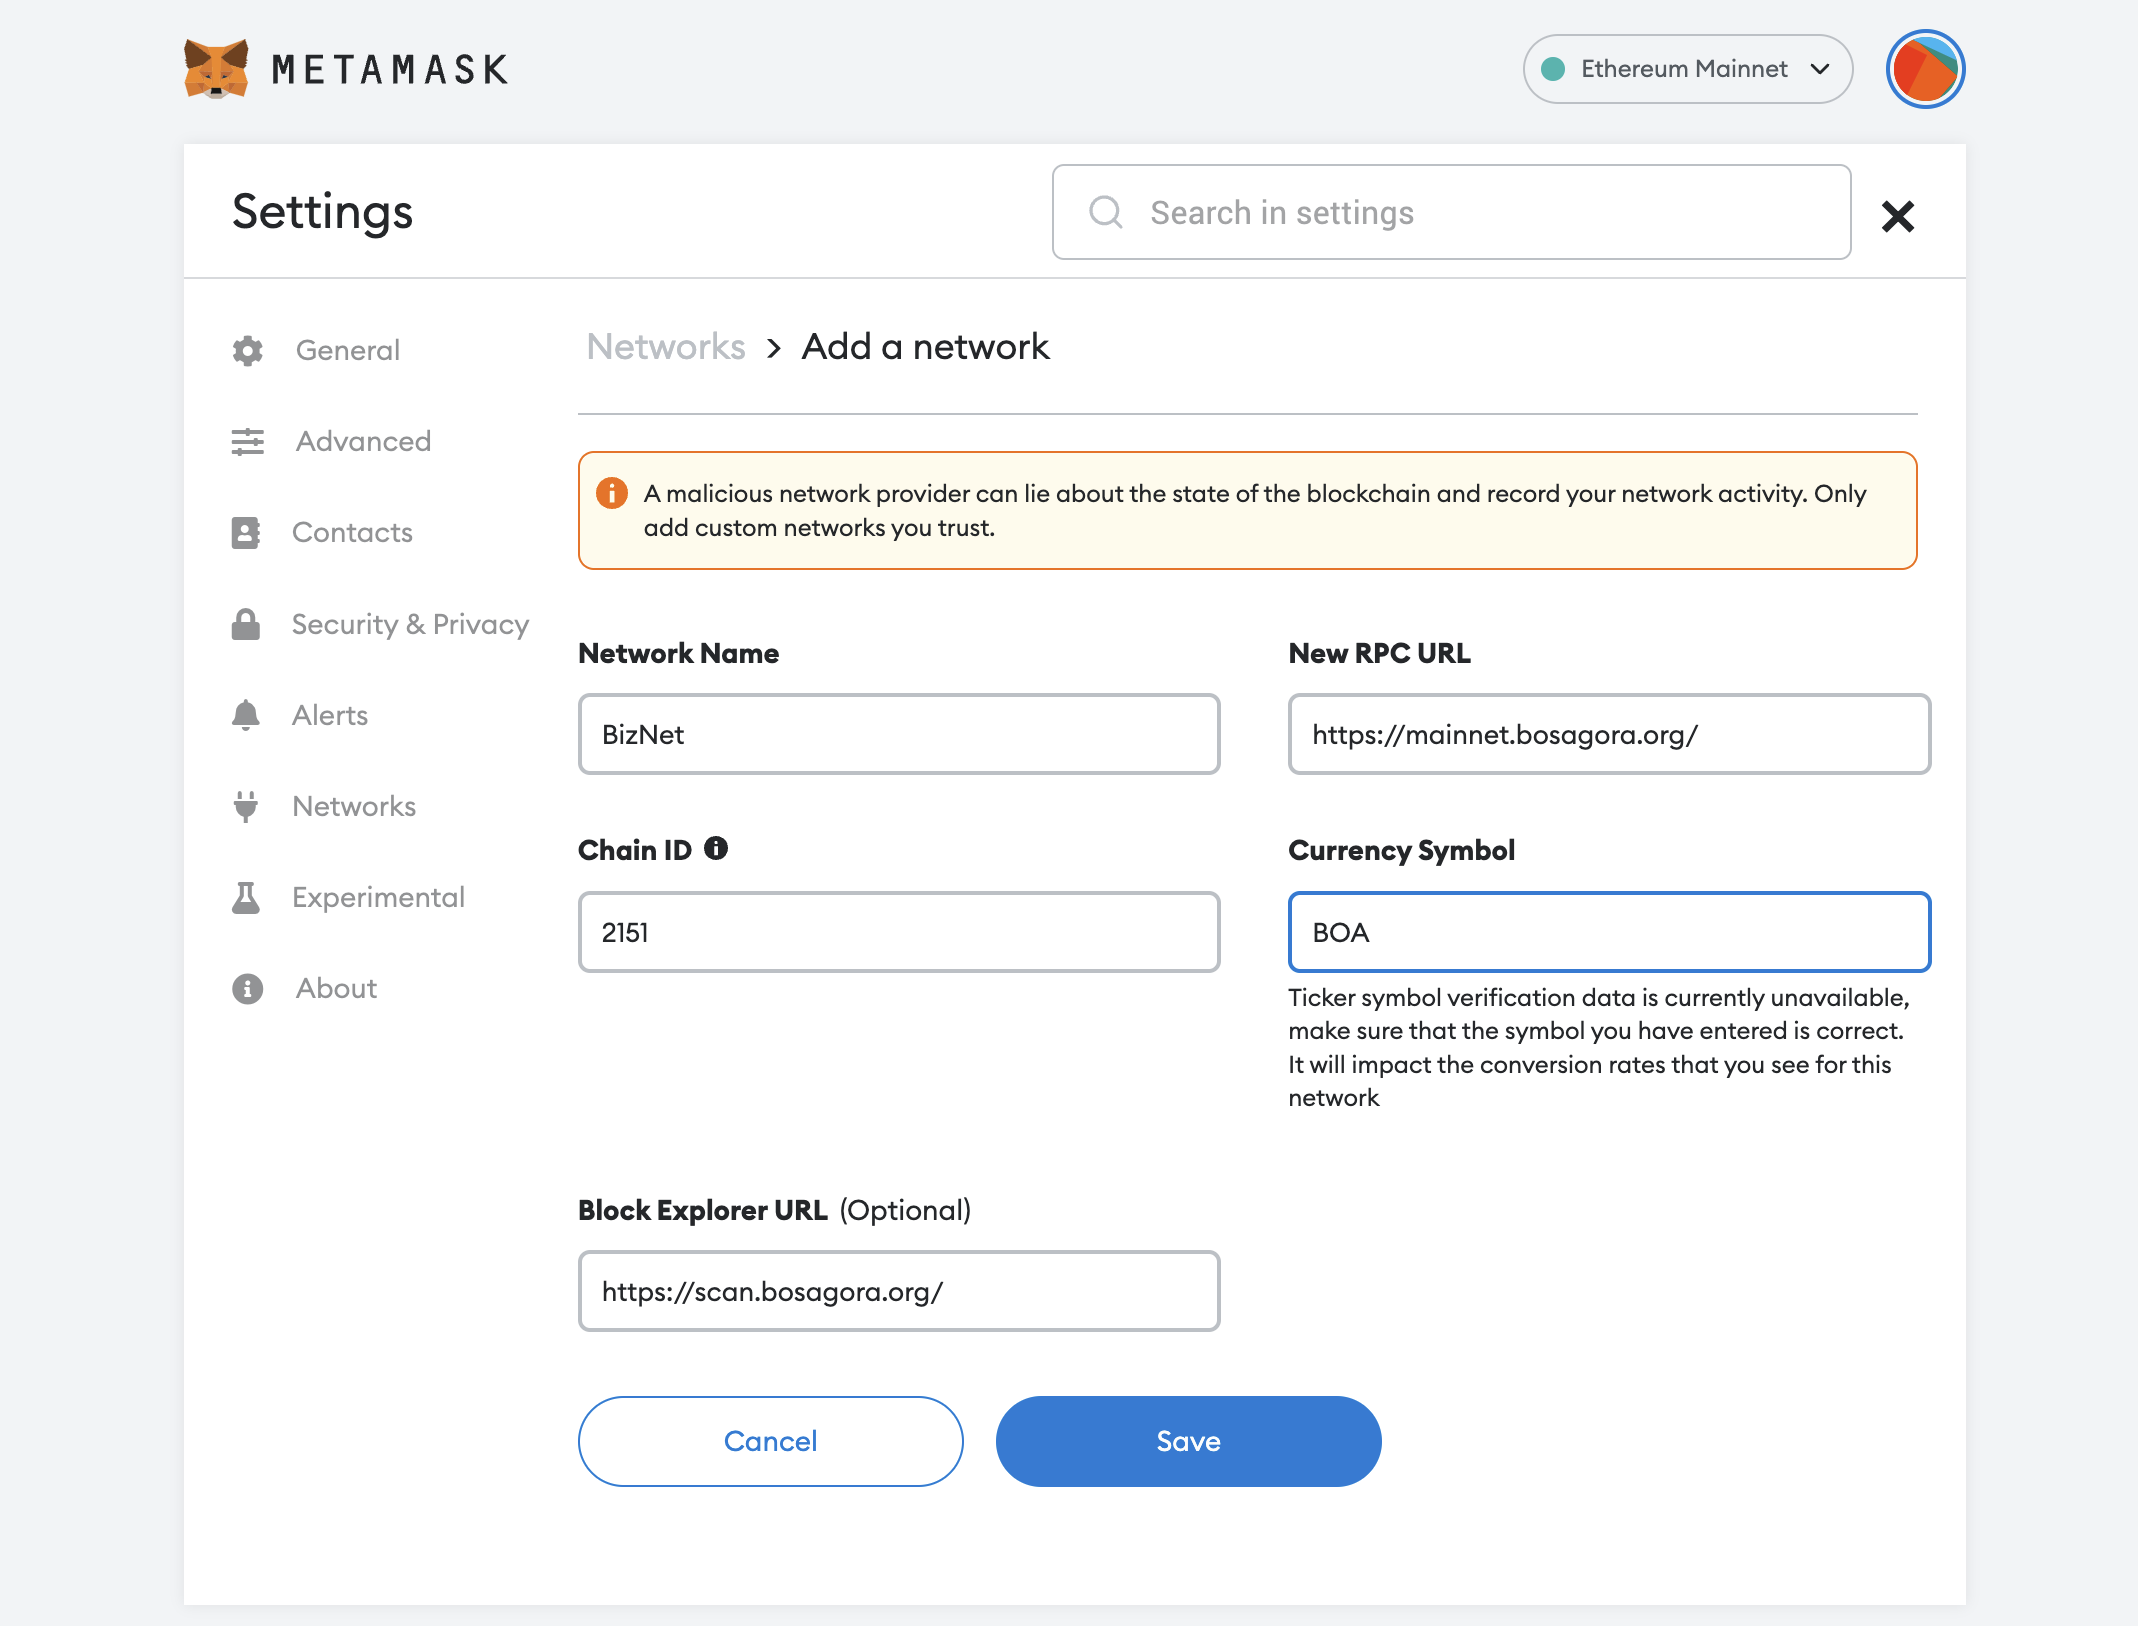 METAMASK
Ethereum Mainnet
Settings
Search in settings
General
Advanced
Contacts
Security & Privacy
Alerts
Networks
Experimental
About
Networks > Add a network
A malicious network provider can lie about the state of the blockchain and record your network activity. Only
add custom networks you trust.
Network Name
BizNet
New RPC URL
https://mainnet.bosagora.org/
Chain ID
2151
Currency Symbol
BOA
Ticker symbol verification data is currently unavailable,
make sure that the symbol you have entered is correct.
It will impact the conversion rates that you see for this
network
Block Explorer URL (Optional)
https://scan.bosagora.org/
Cancel
Save